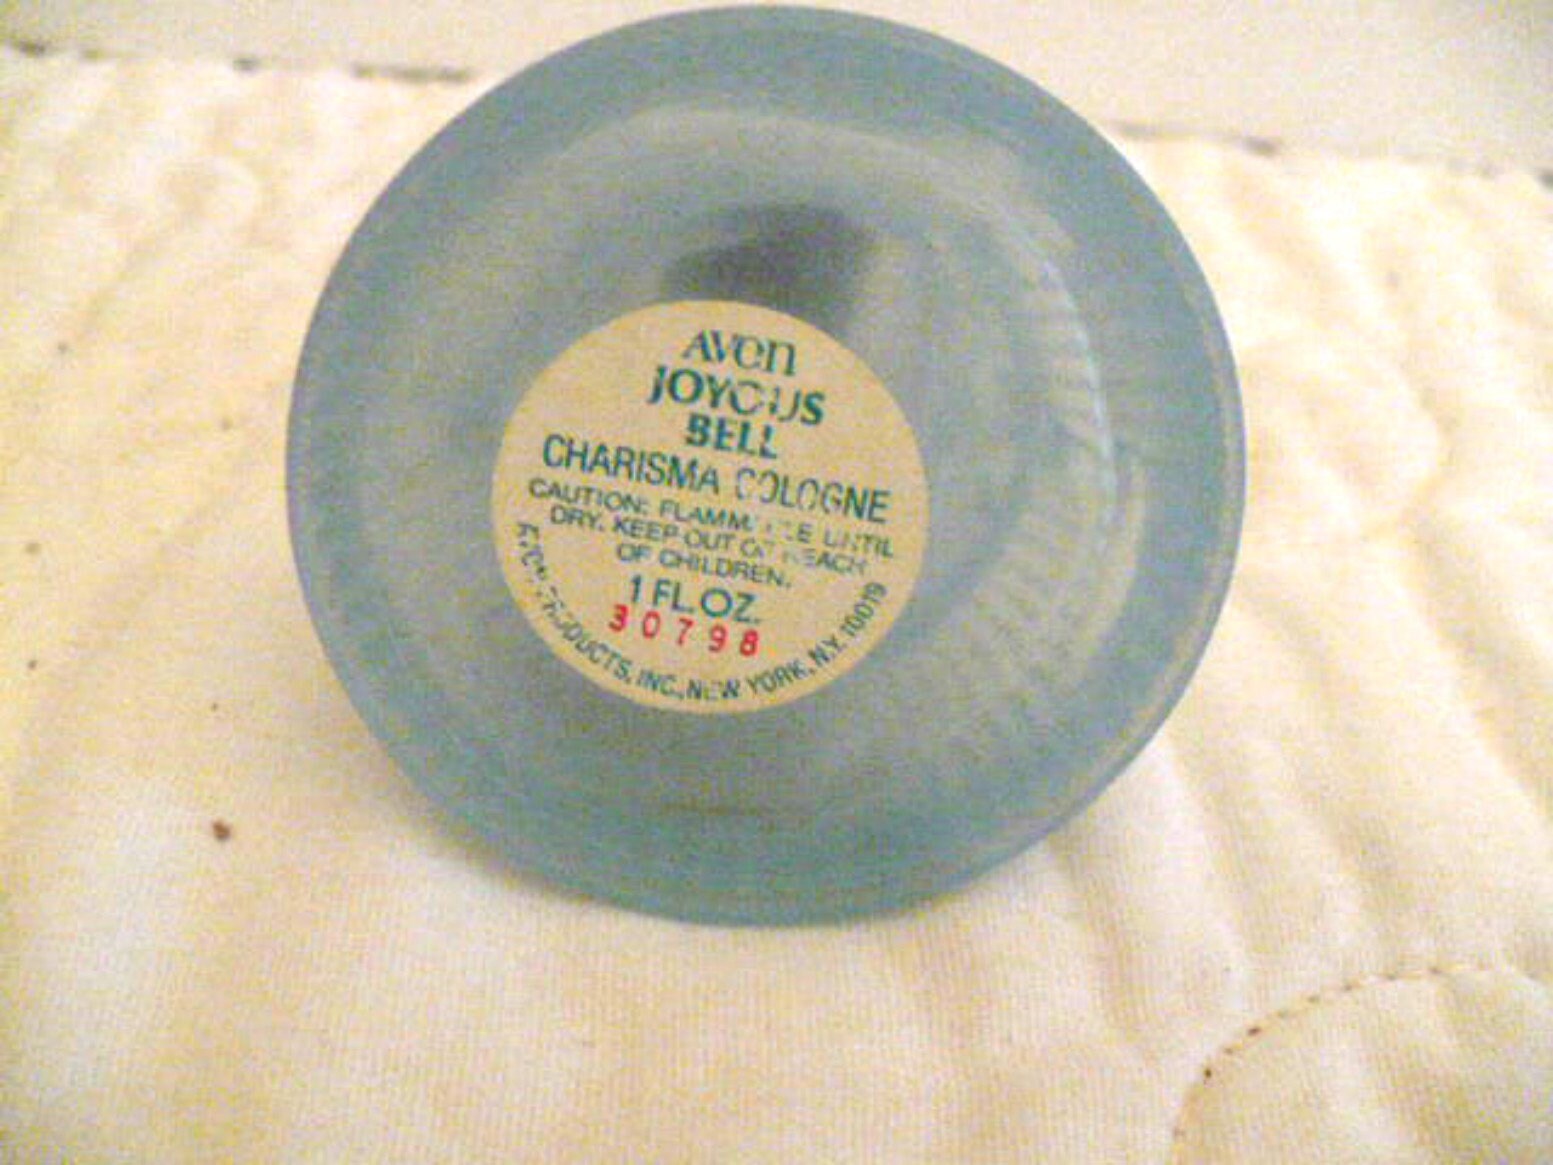 AVON
JOYOUS
BELL
CHARISMA COLOGNE
CAUTION: FLAMMABLE UNTIL
DRY. KEEP OUT OF REACH
OF CHILDREN.
1 FL. OZ.
30798
AVON PRODUCTS, INC., NEW YORK, N.Y. 10019